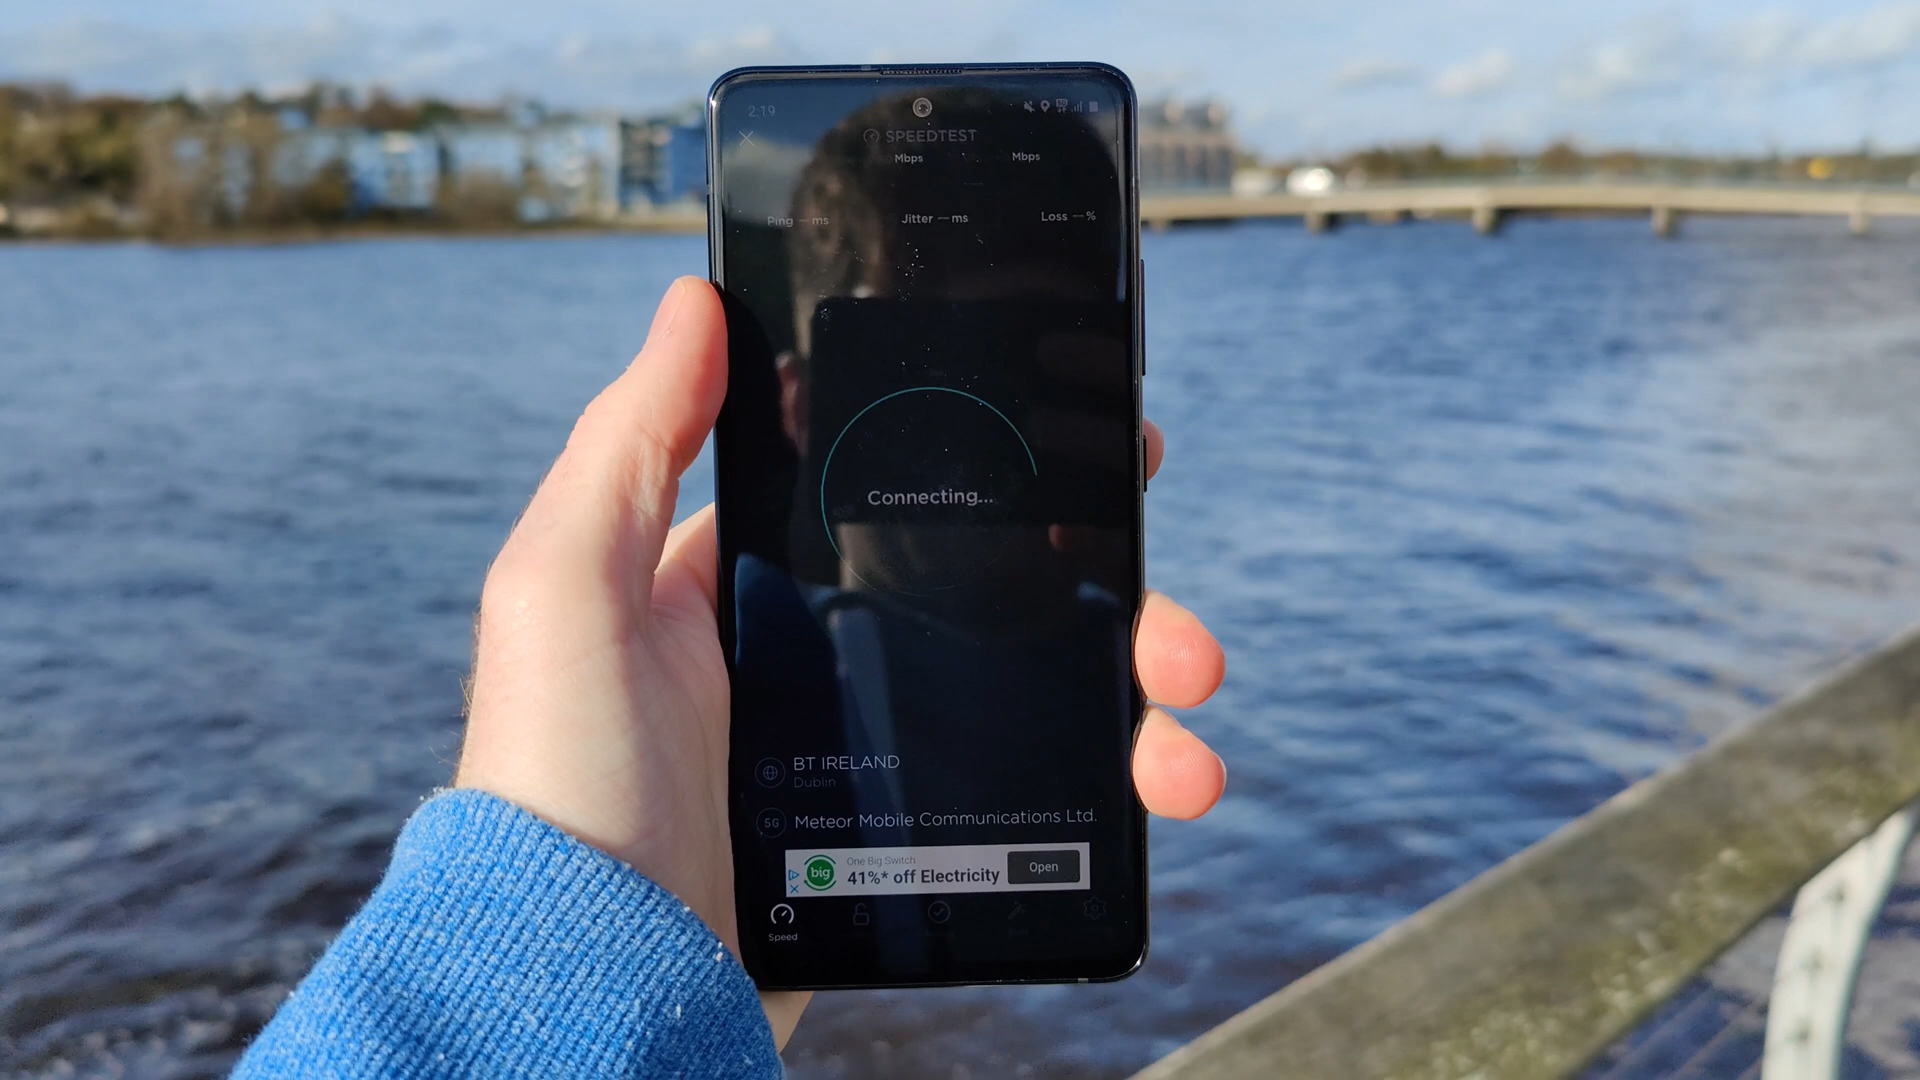 2:19
SPEEDTEST
Mbps Mbps
Ping — ms Jitter — ms Loss — %
Connecting...
BT IRELAND
Dublin
5G Meteor Mobile Communications Ltd.
big One Big Switch
41%* off Electricity Open
Speed